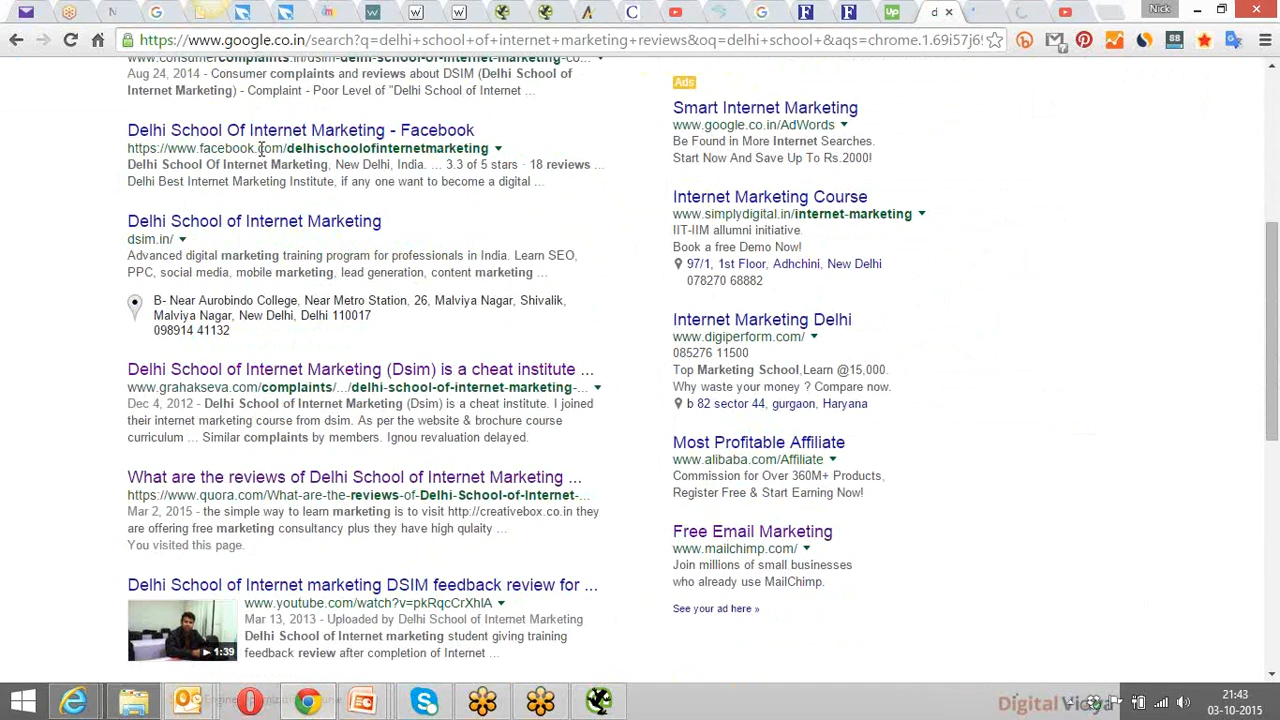 Nick
https://www.google.co.in/search?q=delhi+school+of+internet+marketing+reviews&oq=delhi+school+&aqs=chrome.1.69i57j6
www.consumercomplaints.in/dsim-delhi-school-of-internet-marketing-co...
Aug 24, 2014 - Consumer complaints and reviews about DSIM (Delhi School of
Internet Marketing) - Complaint - Poor Level of "Delhi School of Internet ...
Delhi School Of Internet Marketing - Facebook
https://www.facebook.com/delhischoolofinternetmarketing
Delhi School Of Internet Marketing, New Delhi, India. ... 3.3 of 5 stars · 18 reviews ...
Delhi Best Internet Marketing Institute, if any one want to become a digital ...
Delhi School of Internet Marketing
dsim.in/
Advanced digital marketing training program for professionals in India. Learn SEO,
PPC, social media, mobile marketing, lead generation, content marketing ...
B- Near Aurobindo College, Near Metro Station, 26, Malviya Nagar, Shivalik,
Malviya Nagar, New Delhi, Delhi 110017
098914 41132
Delhi School of Internet Marketing (Dsim) is a cheat institute ...
www.grahakseva.com/complaints/.../delhi-school-of-internet-marketing-...
Dec 4, 2012 - Delhi School of Internet Marketing (Dsim) is a cheat institute. I joined
their internet marketing course from dsim. As per the website & brochure course
curriculum ... Similar complaints by members. Ignou revaluation delayed.
What are the reviews of Delhi School of Internet Marketing ...
https://www.quora.com/What-are-the-reviews-of-Delhi-School-of-Internet-...
Mar 2, 2015 - the simple way to learn marketing is to visit http://creativebox.co.in they
are offering free marketing consultancy plus they have high qulaity ...
You visited this page.
Delhi School of Internet marketing DSIM feedback review for ...
www.youtube.com/watch?v=pkRqcCrXhlA
Mar 13, 2013 - Uploaded by Delhi School of Internet Marketing
Delhi School of Internet marketing student giving training
feedback review after completion of Internet ...
1:39
Ads
Smart Internet Marketing
www.google.co.in/AdWords
Be Found in More Internet Searches.
Start Now And Save Up To Rs.2000!
Internet Marketing Course
www.simplydigital.in/internet-marketing
IIT-IIM allumni initiative.
Book a free Demo Now!
97/1, 1st Floor, Adhchini, New Delhi
078270 68882
Internet Marketing Delhi
www.digiperform.com/
085276 11500
Top Marketing School,Learn @15,000.
Why waste your money ? Compare now.
b 82 sector 44, gurgaon, Haryana
Most Profitable Affiliate
www.alibaba.com/Affiliate
Commission for Over 360M+ Products,
Register Free & Start Earning Now!
Free Email Marketing
www.mailchimp.com/
Join millions of small businesses
who already use MailChimp.
See your ad here »
21:43
03-10-2015